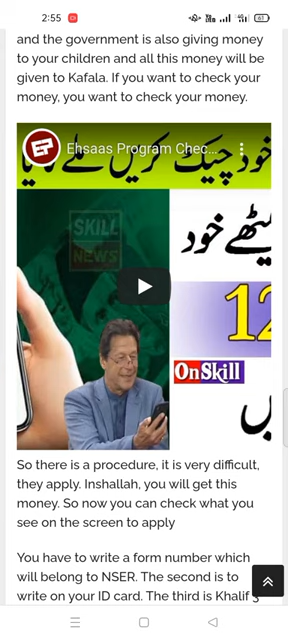 2:55
61
and the government is also giving money
to your children and all this money will be
given to Kafala. If you want to check your
money, you want to check your money.
Ehsaas Program Chec...
خود چیک کریں
SKILL
NEWS
خود
12
OnSkill
So there is a procedure, it is very difficult,
they apply. Inshallah, you will get this
money. So now you can check what you
see on the screen to apply
You have to write a form number which
will belong to NSER. The second is to
write on your ID card. The third is Khalif 3